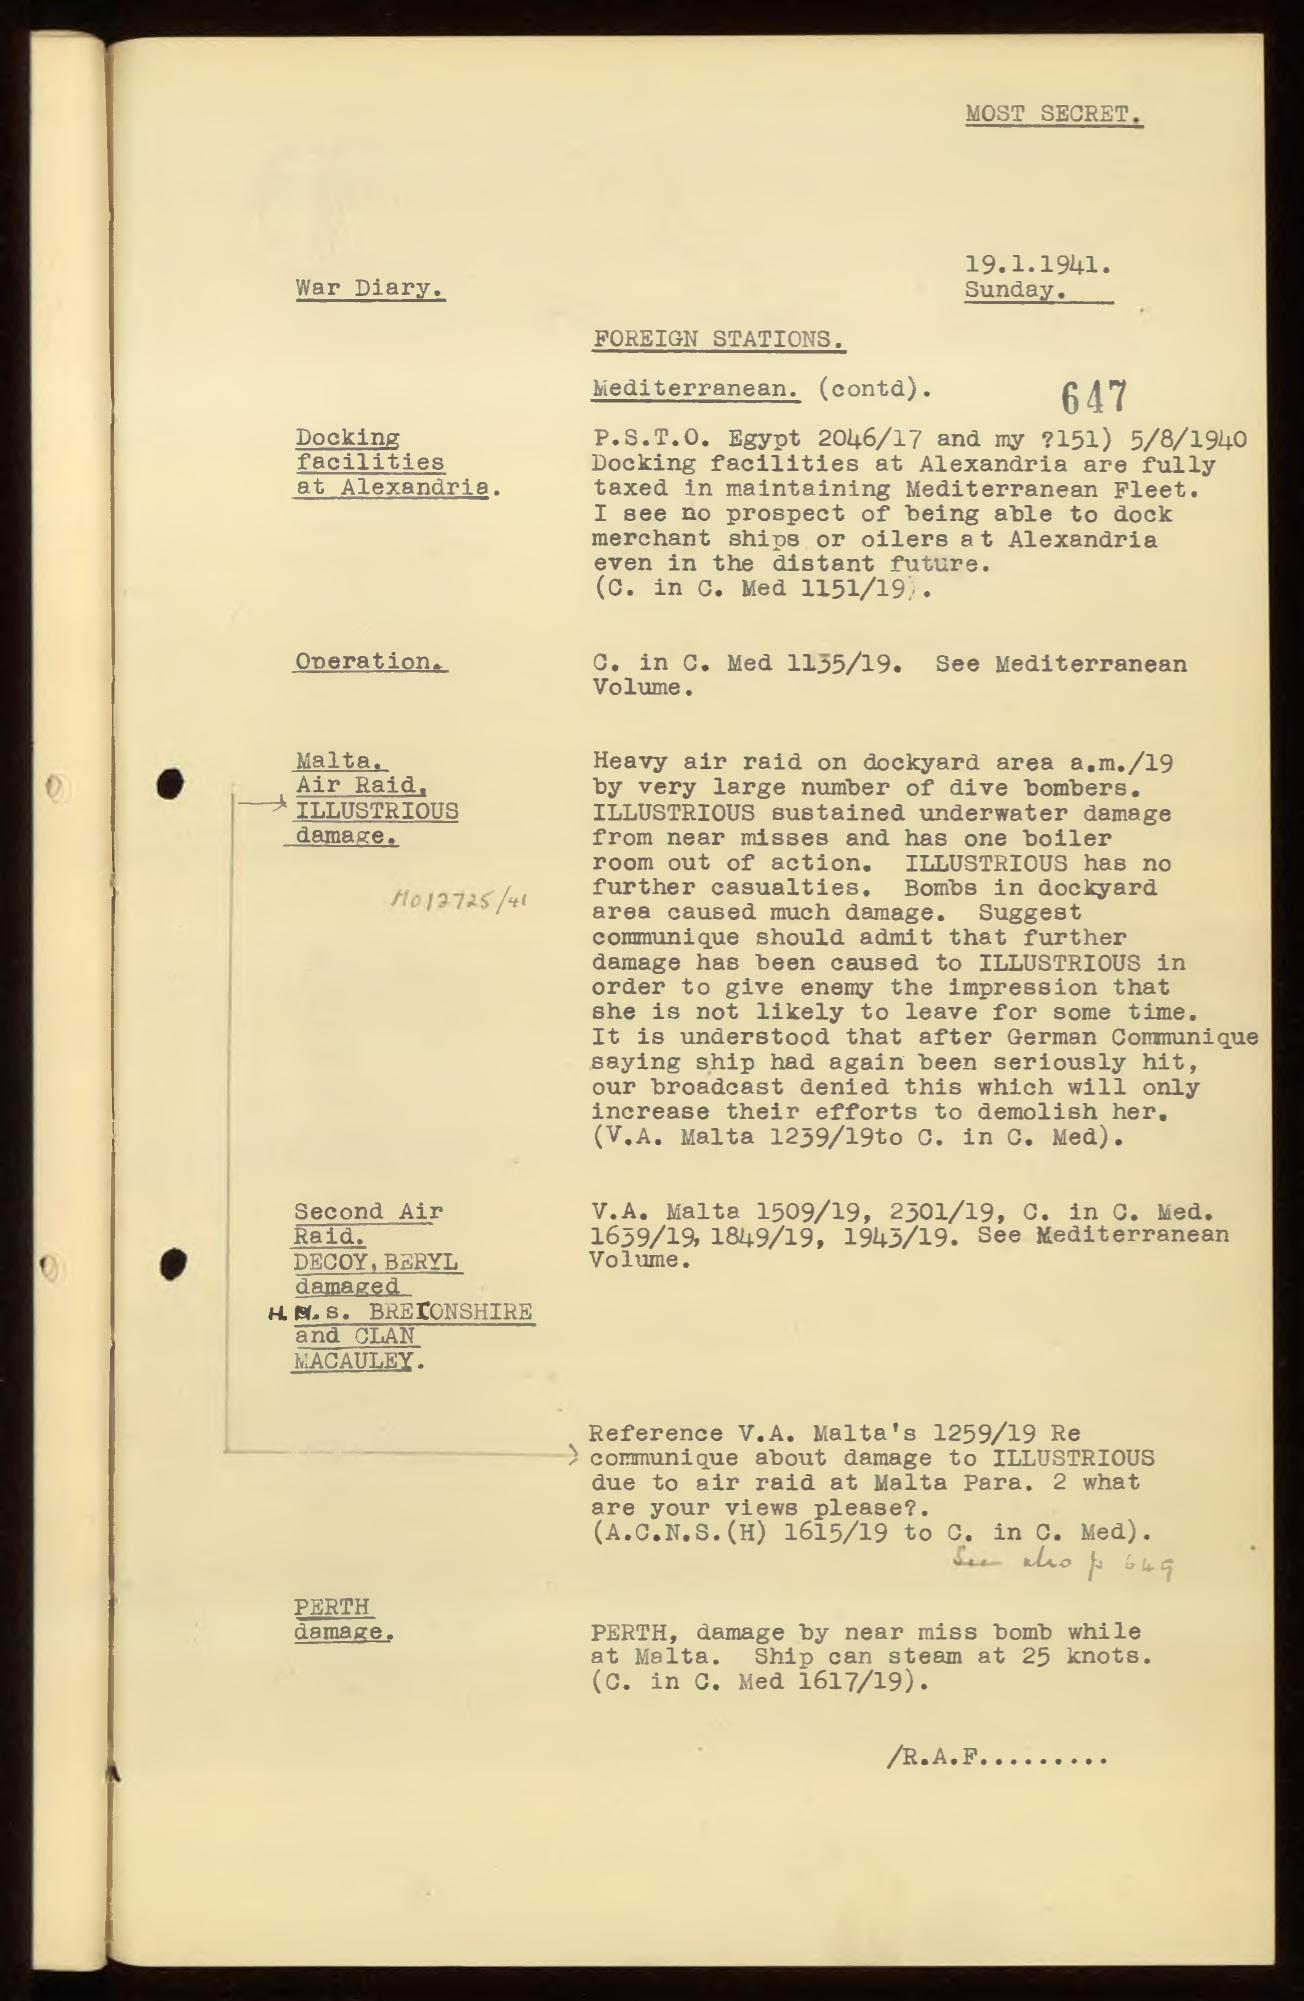 MOST SECRET.
19.1.1941.
War Diary.
Sunday.
FOREIGN STATIONS.
Mediterranean. (contd).
647
Docking
facilities
at Alexandria.
P.S.T.O. Egypt 2046/17 and my ?151) 5/8/1940
Docking facilities at Alexandria are fully
taxed in maintaining Mediterranean Fleet.
I see no prospect of being able to dock
merchant ships or oilers at Alexandria
even in the distant future.
(C. in C. Med 1151/19).
Operation.
C. in C. Med 1135/19. See Mediterranean
Volume.
Malta.
Air Raid.
ILLUSTRIOUS
damage.
M012725/41
Heavy air raid on dockyard area a.m./19
by very large number of dive bombers.
ILLUSTRIOUS sustained underwater damage
from near misses and has one boiler
room out of action. ILLUSTRIOUS has no
further casualties. Bombs in dockyard
area caused much damage. Suggest
communique should admit that further
damage has been caused to ILLUSTRIOUS in
order to give enemy the impression that
she is not likely to leave for some time.
It is understood that after German Communique
saying ship had again been seriously hit,
our broadcast denied this which will only
increase their efforts to demolish her.
(V.A. Malta 1259/19to C. in C. Med).
Second Air
Raid.
DECOY, BERYL
damaged
H.M.s. BRETONSHIRE
and CLAN
MACAULEY.
V.A. Malta 1509/19, 2301/19, C. in C. Med.
1639/19, 1849/19, 1943/19. See Mediterranean
Volume.
Reference V.A. Malta's 1259/19 Re
communique about damage to ILLUSTRIOUS
due to air raid at Malta Para. 2 what
are your views please?.
(A.C.N.S.(H) 1615/19 to C. in C. Med).
See also p 649
PERTH
damage.
PERTH, damage by near miss bomb while
at Malta. Ship can steam at 25 knots.
(C. in C. Med 1617/19).
/R.A.F.........